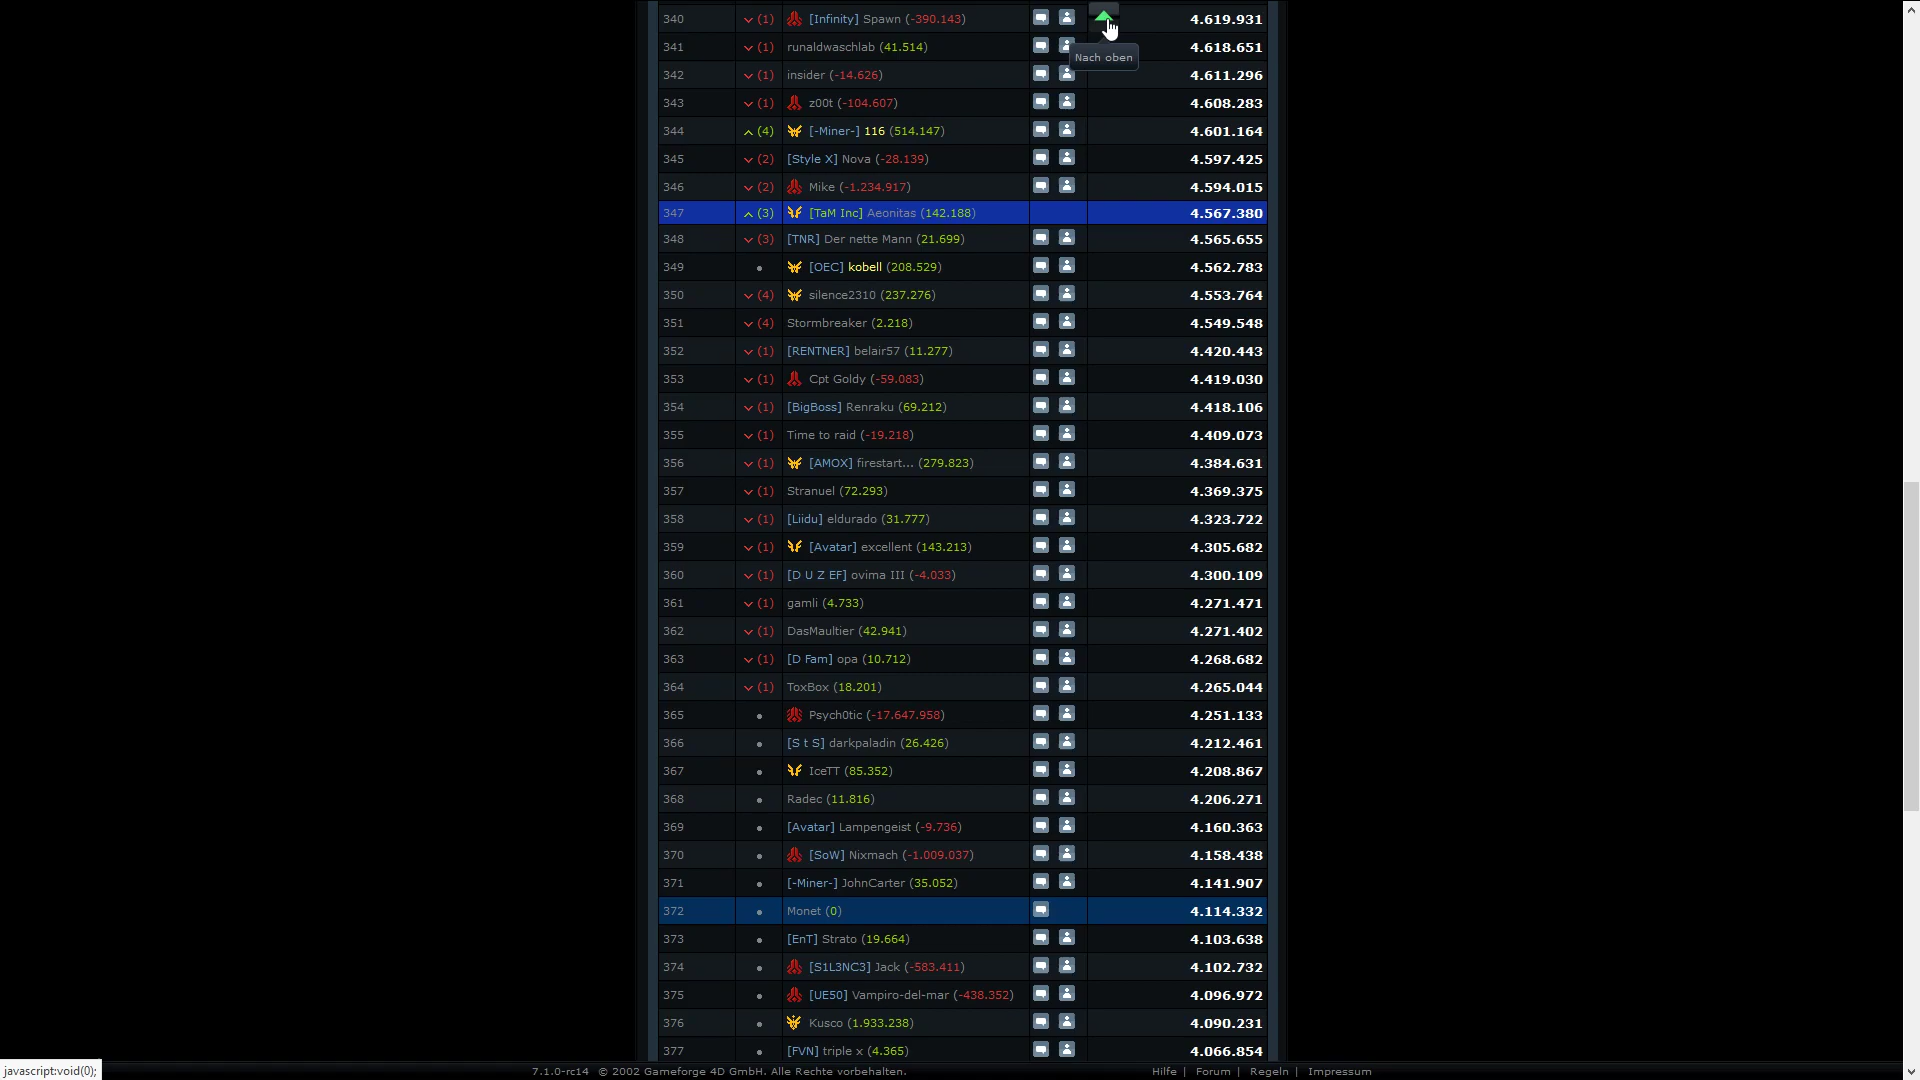 340 (1) [Infinity] Spawn (-390.143) 4.619.931
341 (1) runaldwaschlab (41.514) 4.618.651
Nach oben
342 (1) insider (-14.626) 4.611.296
343 (1) z00t (-104.607) 4.608.283
344 (4) [-Miner-] 116 (514.147) 4.601.164
345 (2) [Style X] Nova (-28.139) 4.597.425
346 (2) Mike (-1.234.917) 4.594.015
347 (3) [TaM Inc] Aeonitas (142.188) 4.567.380
348 (3) [TNR] Der nette Mann (21.699) 4.565.655
349 • [OEC] kobell (208.529) 4.562.783
350 (4) silence2310 (237.276) 4.553.764
351 (4) Stormbreaker (2.218) 4.549.548
352 (1) [RENTNER] belair57 (11.277) 4.420.443
353 (1) Cpt Goldy (-59.083) 4.419.030
354 (1) [BigBoss] Renraku (69.212) 4.418.106
355 (1) Time to raid (-19.218) 4.409.073
356 (1) [AMOX] firestart... (279.823) 4.384.631
357 (1) Stranuel (72.293) 4.369.375
358 (1) [Liidu] eldurado (31.777) 4.323.722
359 (1) [Avatar] excellent (143.213) 4.305.682
360 (1) [D U Z EF] ovima III (-4.033) 4.300.109
361 (1) gamli (4.733) 4.271.471
362 (1) DasMaultier (42.941) 4.271.402
363 (1) [D Fam] opa (10.712) 4.268.682
364 (1) ToxBox (18.201) 4.265.044
365 • Psych0tic (-17.647.958) 4.251.133
366 • [S t S] darkpaladin (26.426) 4.212.461
367 • IceTT (85.352) 4.208.867
368 • Radec (11.816) 4.206.271
369 • [Avatar] Lampengeist (-9.736) 4.160.363
370 • [SoW] Nixmach (-1.009.037) 4.158.438
371 • [-Miner-] JohnCarter (35.052) 4.141.907
372 • Monet (0) 4.114.332
373 • [EnT] Strato (19.664) 4.103.638
374 • [S1L3NC3] Jack (-583.411) 4.102.732
375 • [UE50] Vampiro-del-mar (-438.352) 4.096.972
376 • Kusco (1.933.238) 4.090.231
377 • [FVN] triple x (4.365) 4.066.854
javascript:void(0);
7.1.0-rc14 © 2002 Gameforge 4D GmbH. Alle Rechte vorbehalten. Hilfe | Forum | Regeln | Impressum